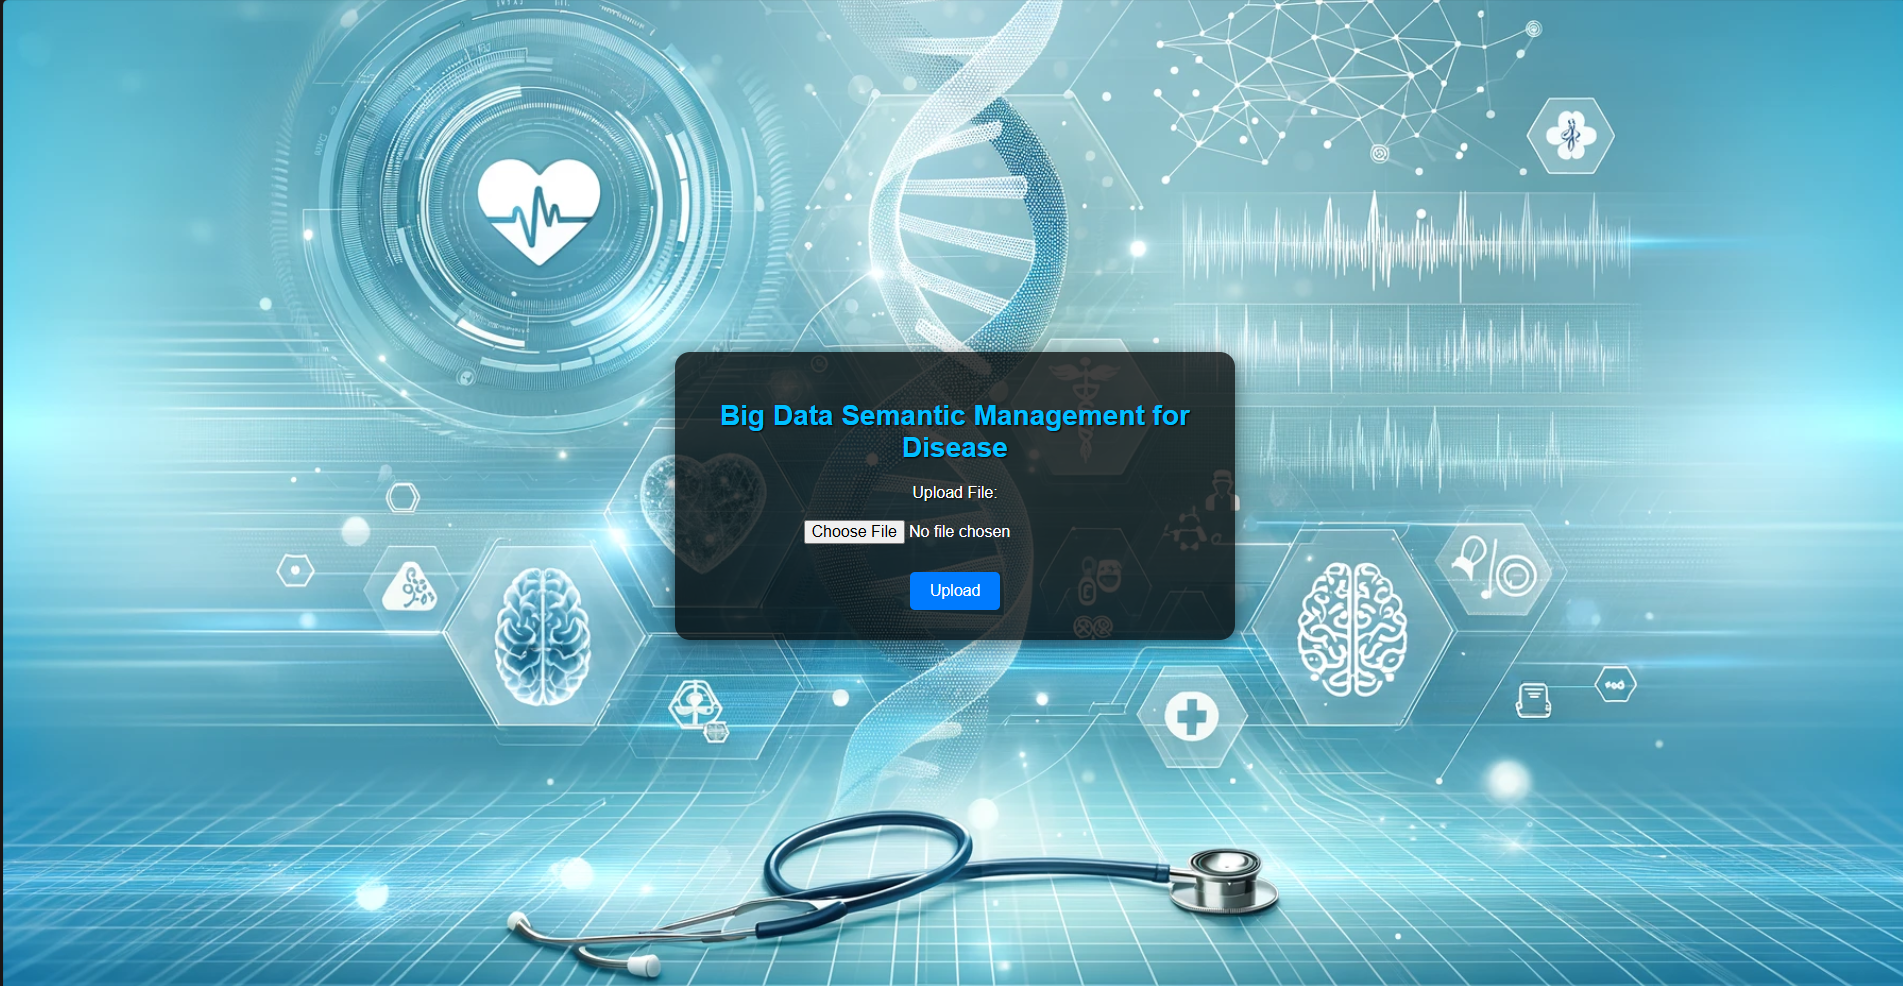 Big Data Semantic Management for
Disease
Upload File:
Choose File No file chosen
Upload